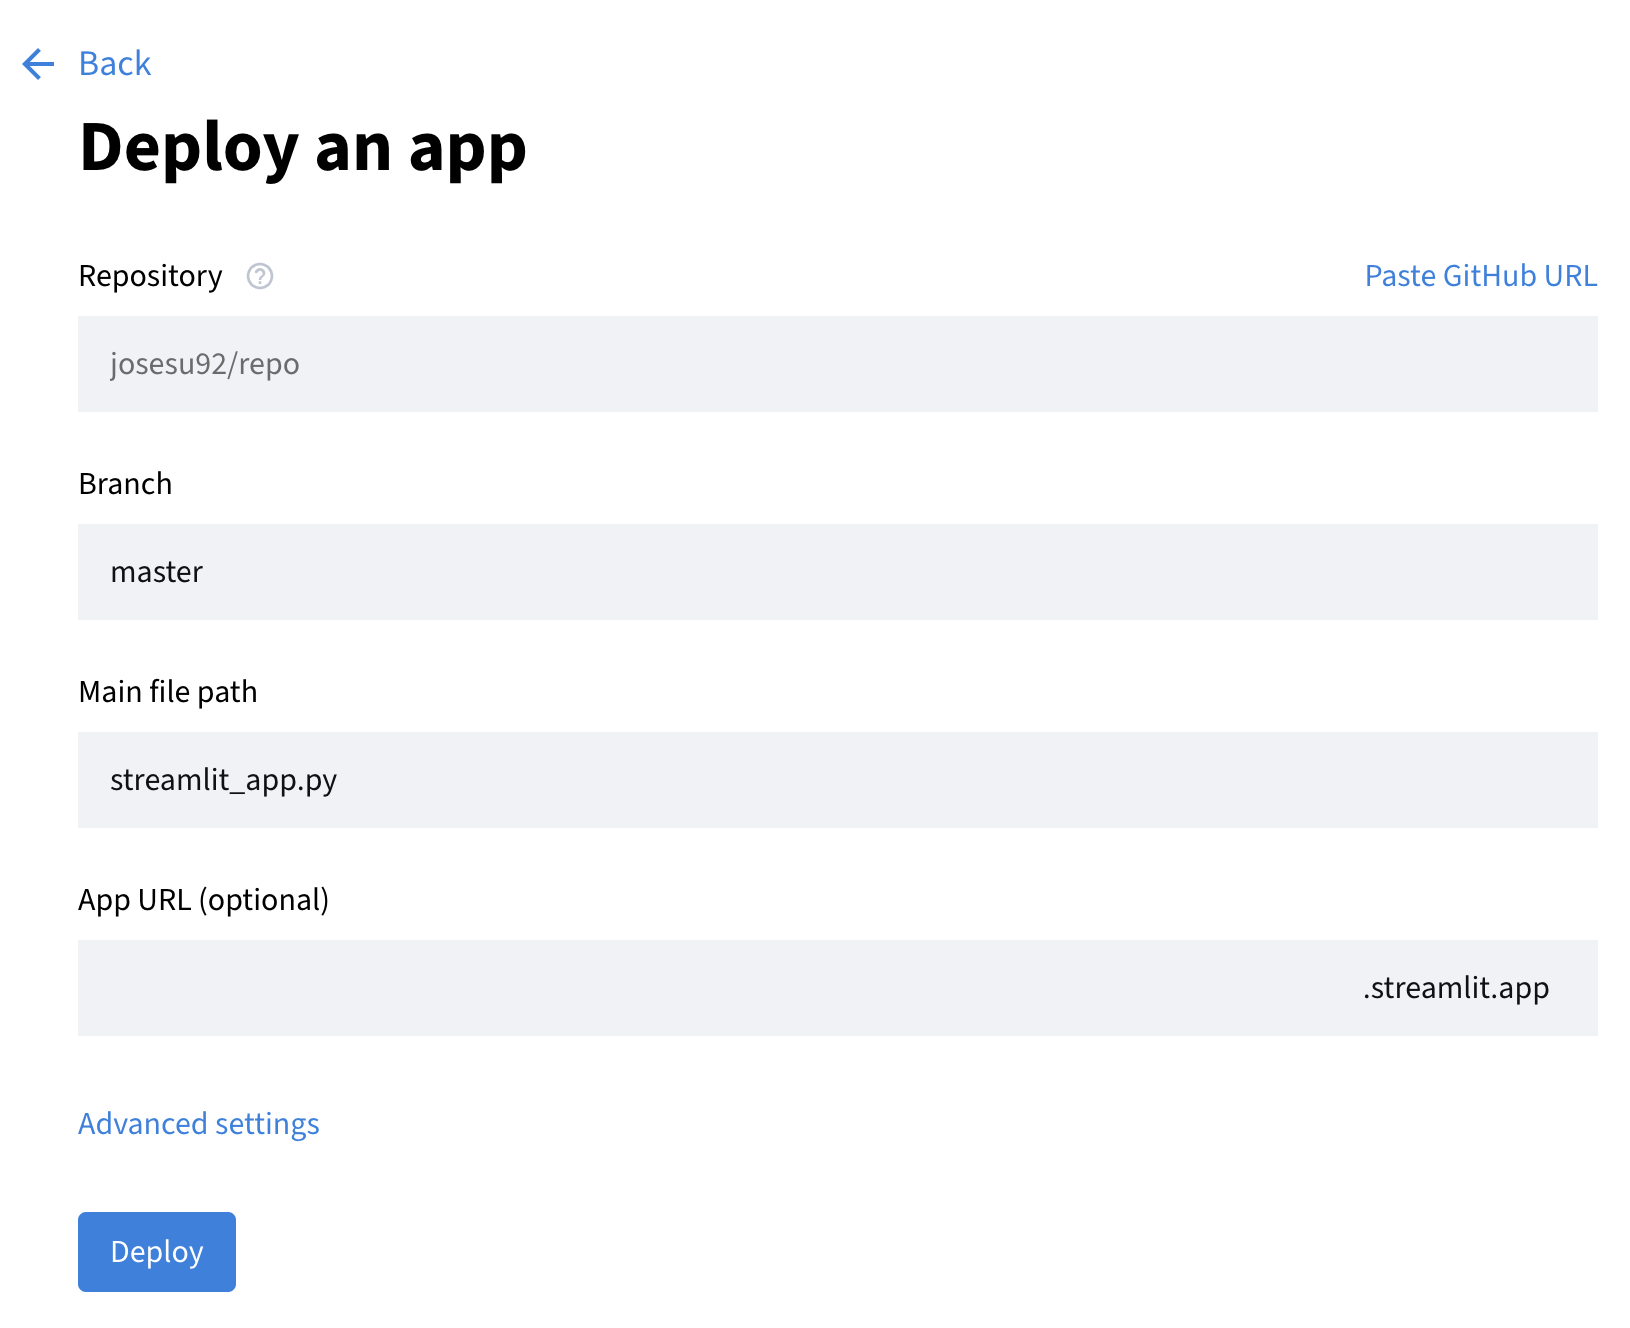 Back
Deploy an app
Repository
Paste GitHub URL
josesu92/repo
Branch
master
Main file path
streamlit_app.py
App URL (optional)
.streamlit.app
Advanced settings
Deploy